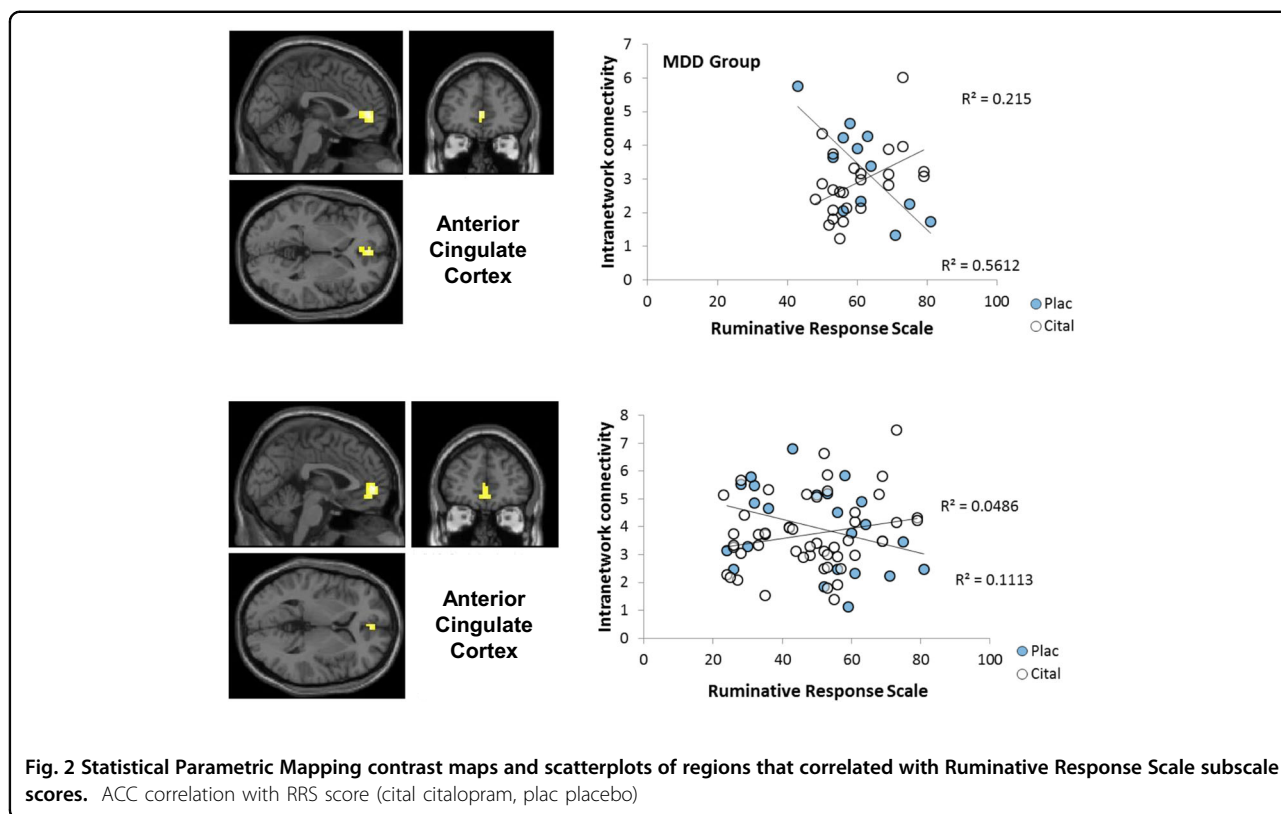 7
MDD Group
6
R² = 0.215
5
4
3
2
1
R² = 0.5612
0
0 20 40 60 80 100
Intranetwork connectivity
Ruminative Response Scale
Plac
Cital
Anterior
Cingulate
Cortex
8
7
6
5
R² = 0.0486
4
3
R² = 0.1113
2
1
0
0 20 40 60 80 100
Intranetwork connectivity
Ruminative Response Scale
Plac
Cital
Anterior
Cingulate
Cortex
Fig. 2 Statistical Parametric Mapping contrast maps and scatterplots of regions that correlated with Ruminative Response Scale subscale
scores. ACC correlation with RRS score (cital citalopram, plac placebo)